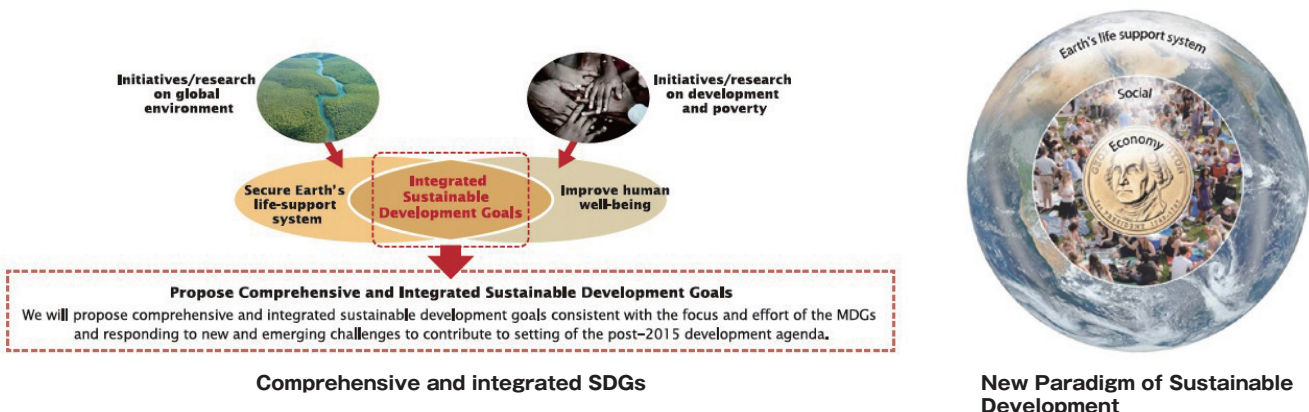 Initiatives/research
on global
environment
Initiatives/research
on development
and poverty
Secure Earth's
life-support
system
Integrated
Sustainable
Development Goals
Improve human
well-being
Propose Comprehensive and Integrated Sustainable Development Goals
We will propose comprehensive and integrated sustainable development goals consistent with the focus and effort of the MDGs
and responding to new and emerging challenges to contribute to setting of the post-2015 development agenda.
Comprehensive and integrated SDGs
Earth's life support system
Social
Economy
New Paradigm of Sustainable
Development